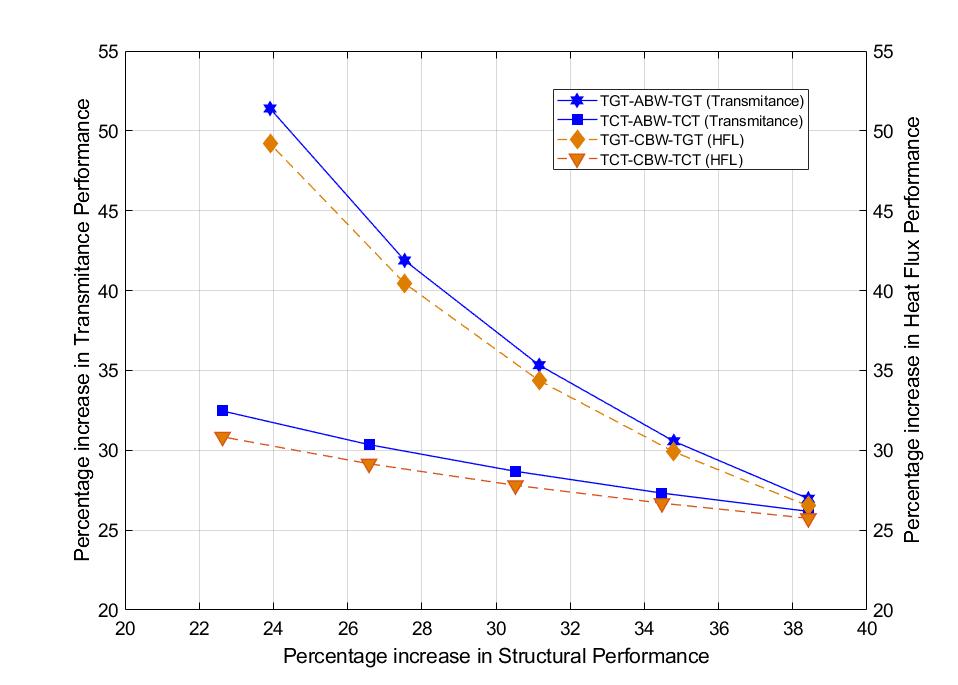 55
50
45
40
35
30
25
20
Percentage increase in Transmitance Performance
TGT-ABW-TGT (Transmitance)
TCT-ABW-TCT (Transmitance)
TGT-CBW-TGT (HFL)
TCT-CBW-TCT (HFL)
55
50
45
40
35
30
25
20
Percentage increase in Heat Flux Performance
20 22 24 26 28 30 32 34 36 38 40
Percentage increase in Structural Performance